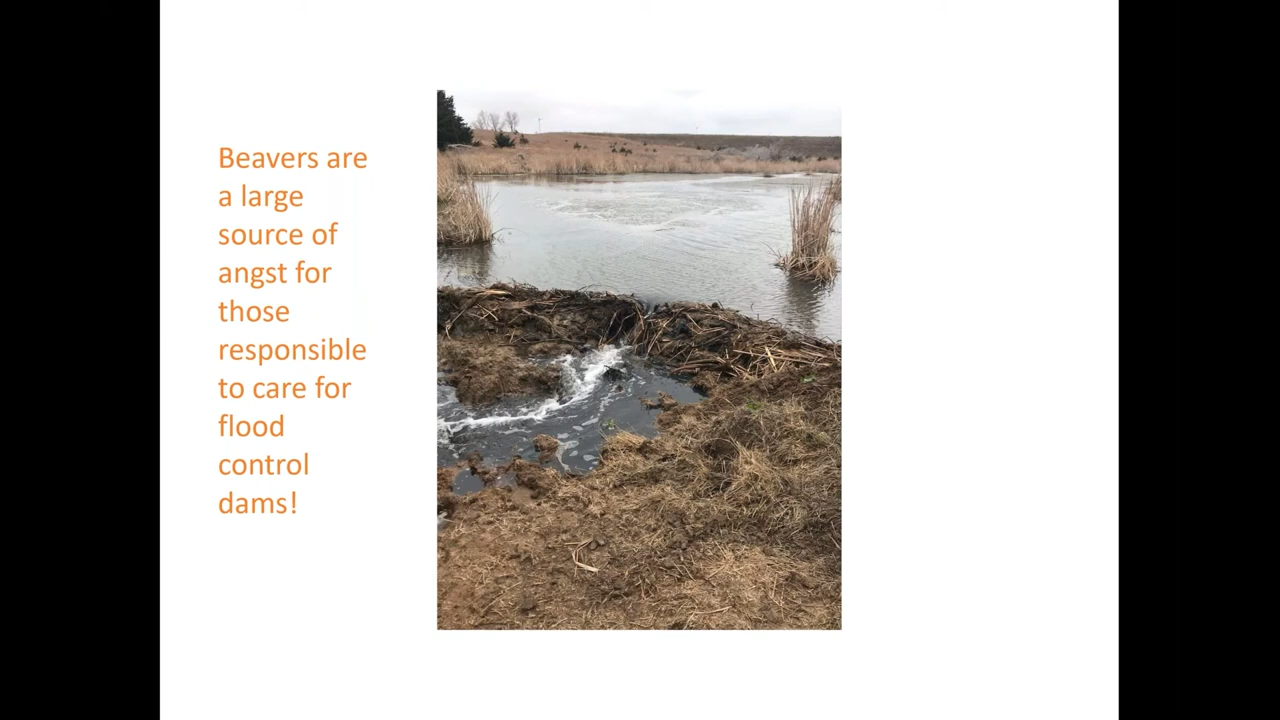 Beavers are
a large
source of
angst for
those
responsible
to care for
flood
control
dams!